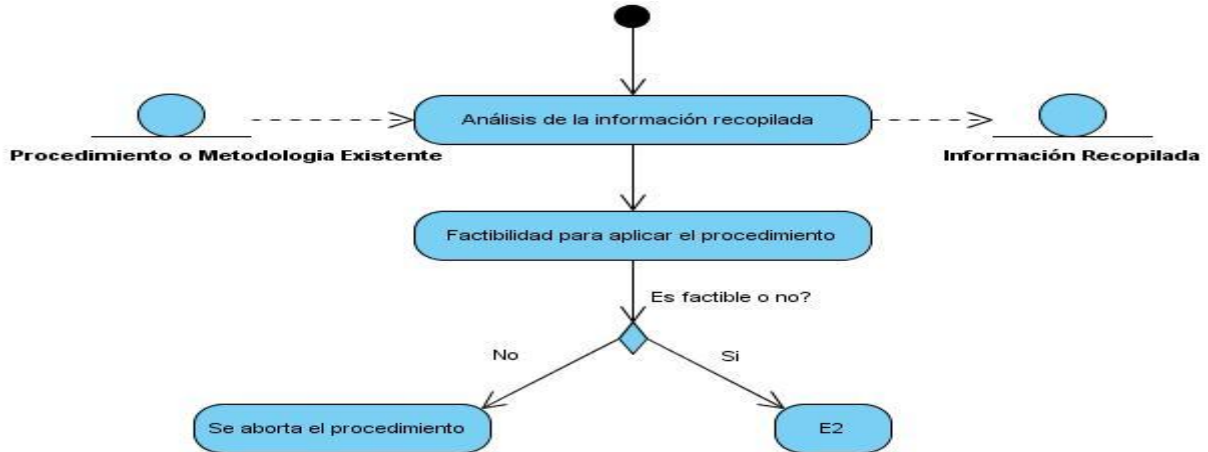 Análisis de la información recopilada
Procedimiento o Metodologia Existente
Información Recopilada
Factibilidad para aplicar el procedimiento
Es factible o no?
No
Si
Se aborta el procedimiento
E2